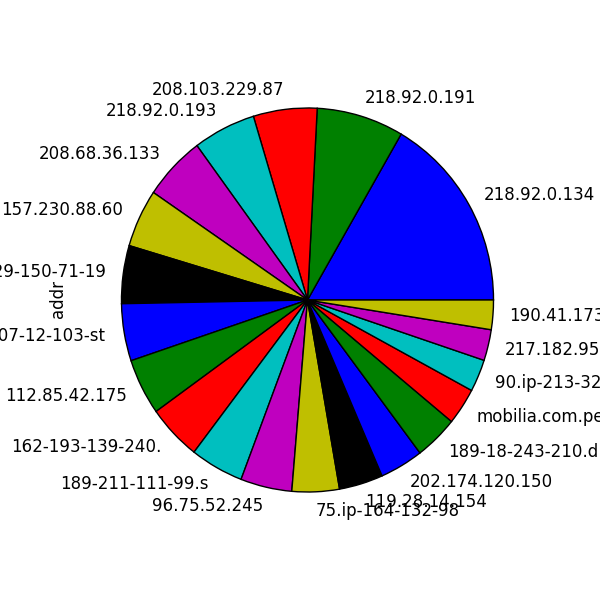 208.103.229.87
218.92.0.191
218.92.0.193
208.68.36.133
218.92.0.134
157.230.88.60
29-150-71-19
addr
190.41.173
07-12-103-st
217.182.95
90.ip-213-32
112.85.42.175
mobilia.com.pe
162-193-139-240.
189-18-243-210.d
189-211-111-99.s
202.174.120.150
96.75.52.245
119.28.14.154
75.ip-164-132-98